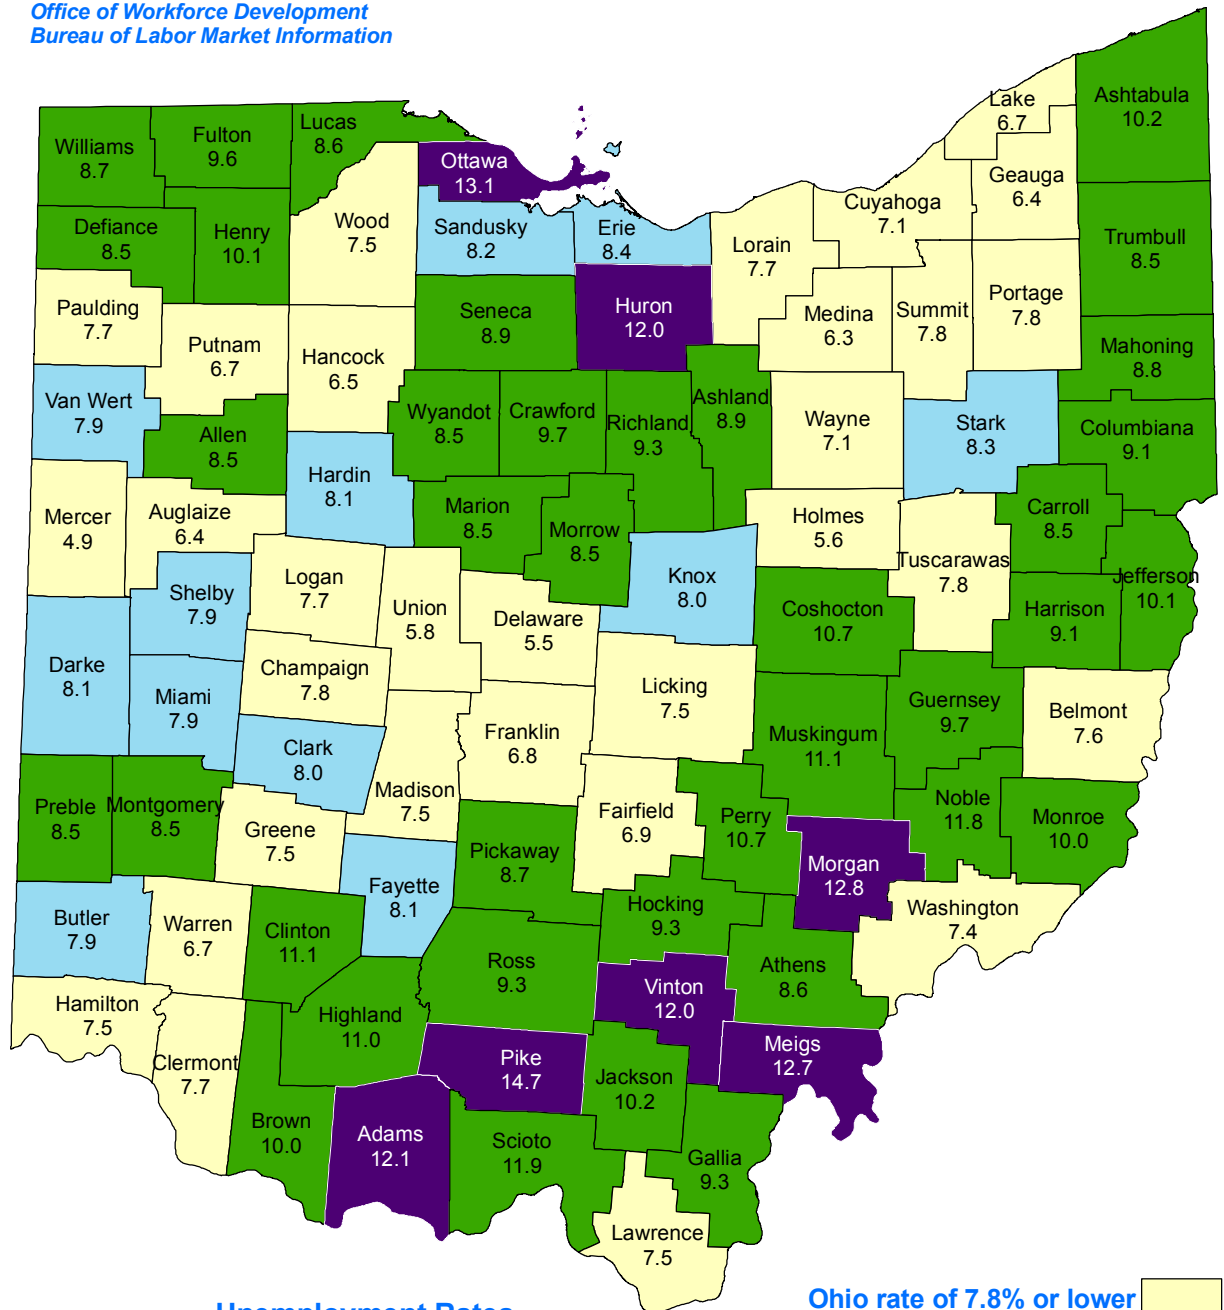 Office of Workforce Development
Bureau of Labor Market Information
Lake
6.7
Ashtabula
10.2
Williams
8.7
Fulton
9.6
Lucas
8.6
Ottawa
13.1
Geauga
6.4
Cuyahoga
7.1
Wood
7.5
Sandusky
8.2
Erie
8.4
Defiance
8.5
Henry
10.1
Lorain
7.7
Trumbull
8.5
Paulding
7.7
Putnam
6.7
Hancock
6.5
Seneca
8.9
Huron
12.0
Medina
6.3
Summit
7.8
Portage
7.8
Mahoning
8.8
Van Wert
7.9
Allen
8.5
Wyandot
8.5
Crawford
9.7
Richland
9.3
Ashland
8.9
Wayne
7.1
Stark
8.3
Columbiana
9.1
Hardin
8.1
Mercer
4.9
Auglaize
6.4
Marion
8.5
Morrow
8.5
Holmes
5.6
Carroll
8.5
Tuscarawas
7.8
Jefferson
10.1
Shelby
7.9
Logan
7.7
Union
5.8
Delaware
5.5
Knox
8.0
Coshocton
10.7
Harrison
9.1
Darke
8.1
Miami
7.9
Champaign
7.8
Licking
7.5
Guernsey
9.7
Belmont
7.6
Clark
8.0
Franklin
6.8
Muskingum
11.1
Madison
7.5
Preble
8.5
Montgomery
8.5
Greene
7.5
Fairfield
6.9
Perry
10.7
Noble
11.8
Monroe
10.0
Pickaway
8.7
Morgan
12.8
Fayette
8.1
Butler
7.9
Warren
6.7
Clinton
11.1
Hocking
9.3
Washington
7.4
Ross
9.3
Athens
8.6
Vinton
12.0
Hamilton
7.5
Highland
11.0
Meigs
12.7
Clermont
7.7
Pike
14.7
Jackson
10.2
Brown
10.0
Adams
12.1
Scioto
11.9
Gallia
9.3
Lawrence
7.5
Unemployment Rates
Ohio rate of 7.8% or lower